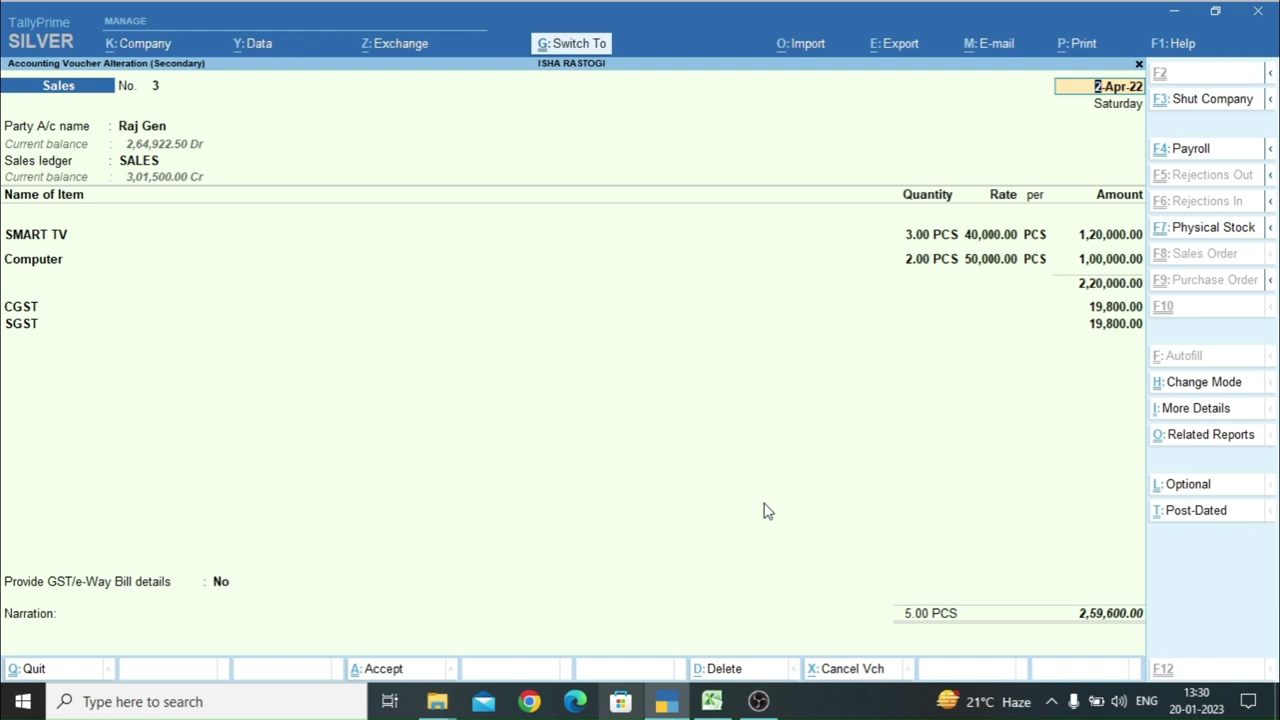 TallyPrime
MANAGE
SILVER
K: Company
Y: Data
Z: Exchange
G: Switch To
O: Import
E: Export
M: E-mail
P: Print
F1: Help
Accounting Voucher Alteration (Secondary)
ISHA RASTOGI
Sales No. 3
2-Apr-22
Saturday
Party A/c name : Raj Gen
Current balance : 2,64,922.50 Dr
Sales ledger : SALES
Current balance : 3,01,500.00 Cr
Name of Item Quantity Rate per Amount
SMART TV 3.00 PCS 40,000.00 PCS 1,20,000.00
Computer 2.00 PCS 50,000.00 PCS 1,00,000.00
2,20,000.00
CGST 19,800.00
SGST 19,800.00
Provide GST/e-Way Bill details : No
Narration: 5.00 PCS 2,59,600.00
F2
F3: Shut Company
F4: Payroll
F5: Rejections Out
F6: Rejections In
F7: Physical Stock
F8: Sales Order
F9: Purchase Order
F10
F: Autofill
H: Change Mode
I: More Details
O: Related Reports
L: Optional
T: Post-Dated
Q: Quit
A: Accept
D: Delete
X: Cancel Vch
F12
Type here to search
21°C Haze
ENG
13:30
20-01-2023